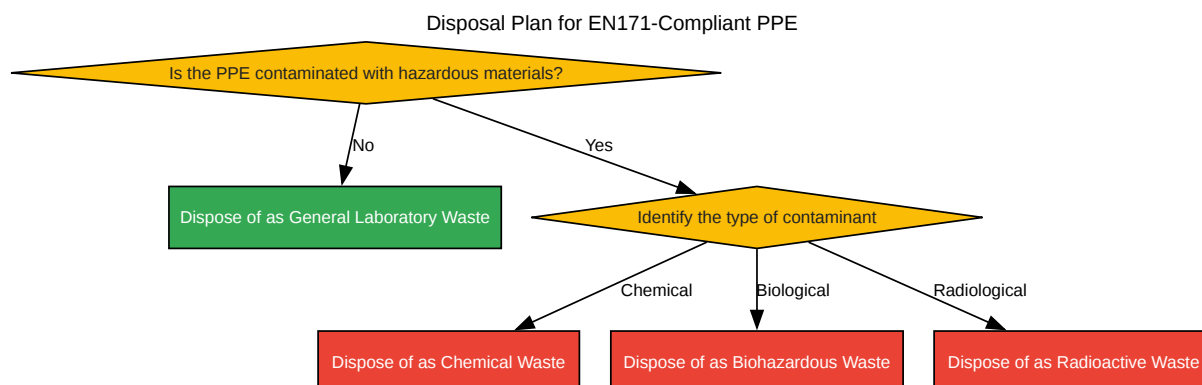 Disposal Plan for EN171-Compliant PPE
Is the PPE contaminated with hazardous materials?
No
Yes
Dispose of as General Laboratory Waste
Identify the type of contaminant
Chemical
Biological
Radiological
Dispose of as Chemical Waste
Dispose of as Biohazardous Waste
Dispose of as Radioactive Waste